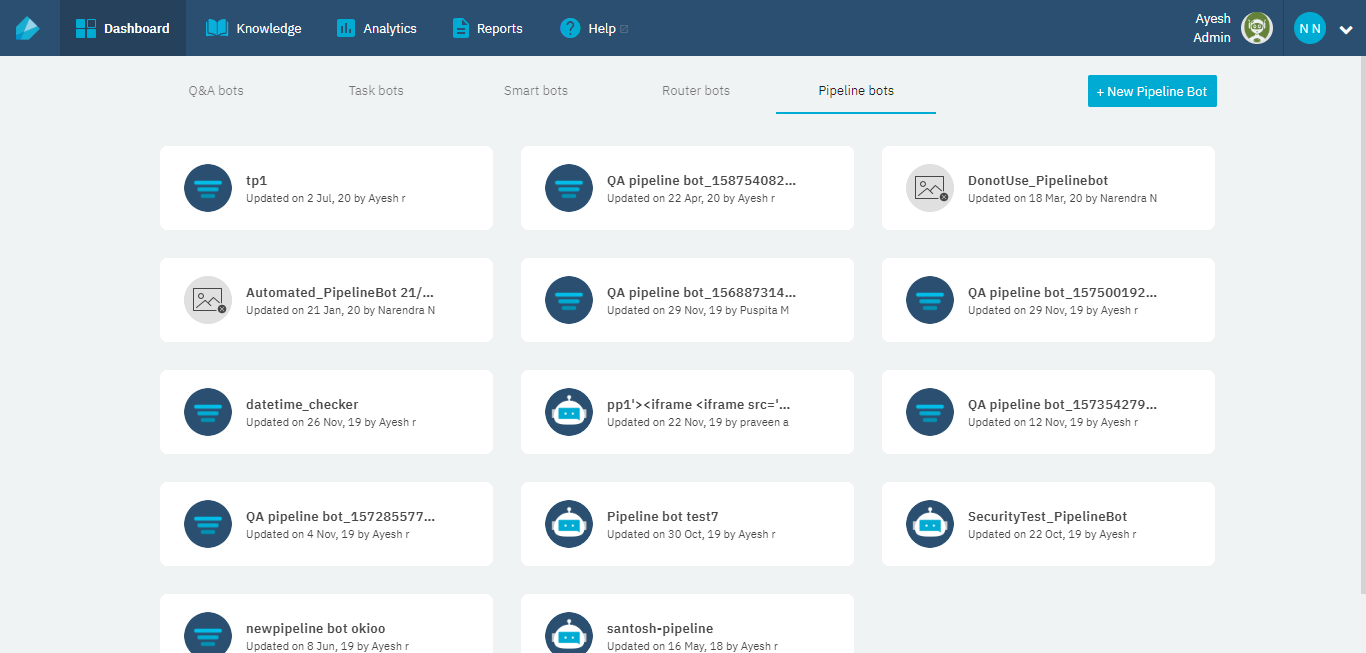 Dashboard
Knowledge
Analytics
Reports
Help
Ayesh
Admin
N N
Q&A bots
Task bots
Smart bots
Router bots
Pipeline bots
+ New Pipeline Bot
tp1
Updated on 2 Jul, 20 by Ayesh r
QA pipeline bot_158754082...
Updated on 22 Apr, 20 by Ayesh r
DonotUse_Pipelinebot
Updated on 18 Mar, 20 by Narendra N
Automated_PipelineBot 21/...
Updated on 21 Jan, 20 by Narendra N
QA pipeline bot_156887314...
Updated on 29 Nov, 19 by Puspita M
QA pipeline bot_157500192...
Updated on 29 Nov, 19 by Ayesh r
datetime_checker
Updated on 26 Nov, 19 by Ayesh r
pp1'><iframe <iframe src='...
Updated on 22 Nov, 19 by praveen a
QA pipeline bot_157354279...
Updated on 12 Nov, 19 by Ayesh r
QA pipeline bot_157285577...
Updated on 4 Nov, 19 by Ayesh r
Pipeline bot test7
Updated on 30 Oct, 19 by Ayesh r
SecurityTest_PipelineBot
Updated on 22 Oct, 19 by Ayesh r
newpipeline bot okioo
Updated on 8 Jun, 19 by Ayesh r
santosh-pipeline
Updated on 16 May, 18 by Ayesh r